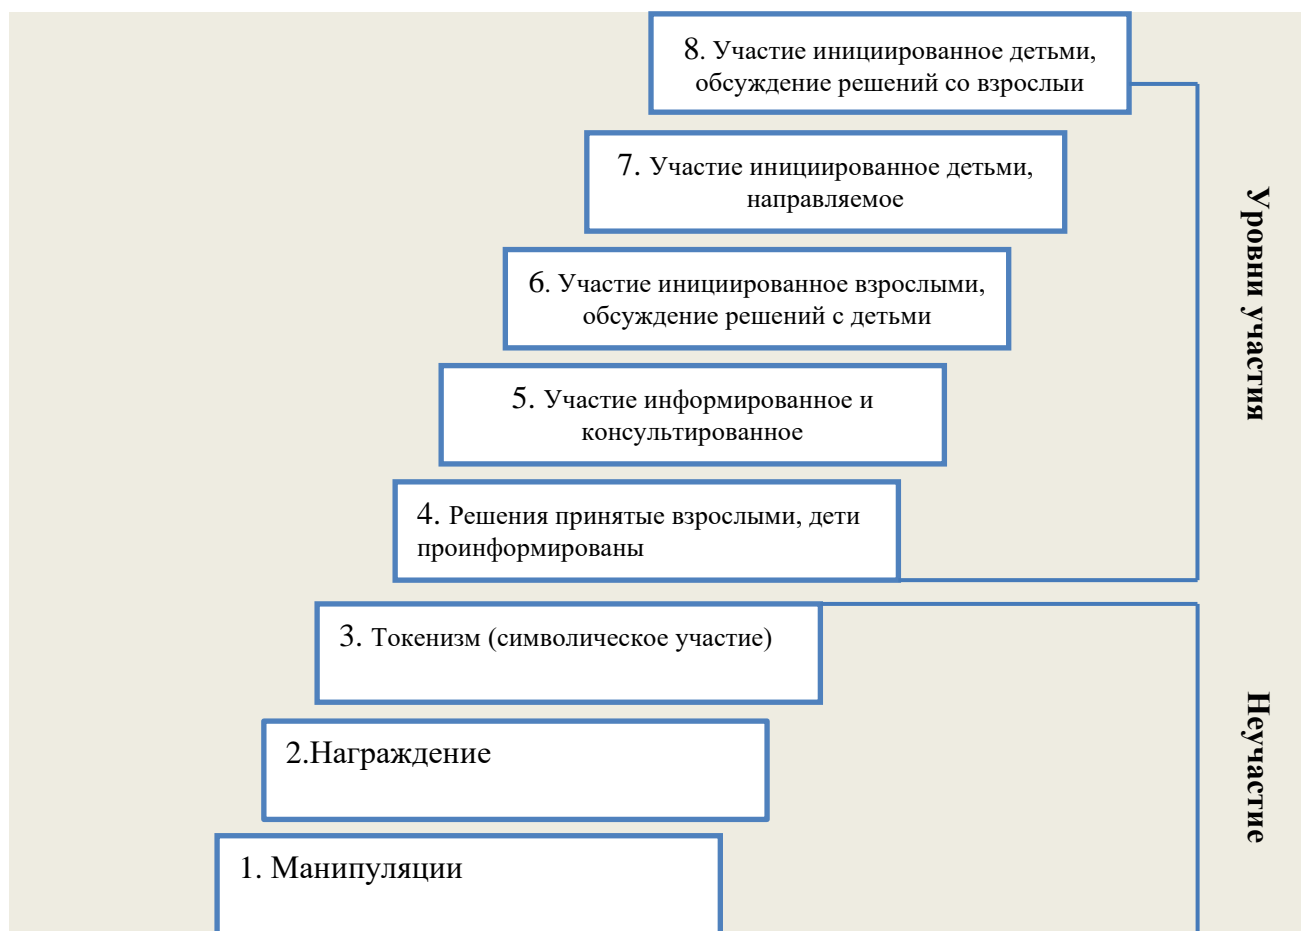 8. Участие инициированное детьми,
обсуждение решений со взрослыи
7. Участие инициированное детьми,
направляемое
6. Участие инициированное взрослыми,
обсуждение решений с детьми
5. Участие информированное и
консультированное
4. Решения принятые взрослыми, дети
проинформированы
Уровни участия
3. Токенизм (символическое участие)
2.Награждение
1. Манипуляции
Неучастие